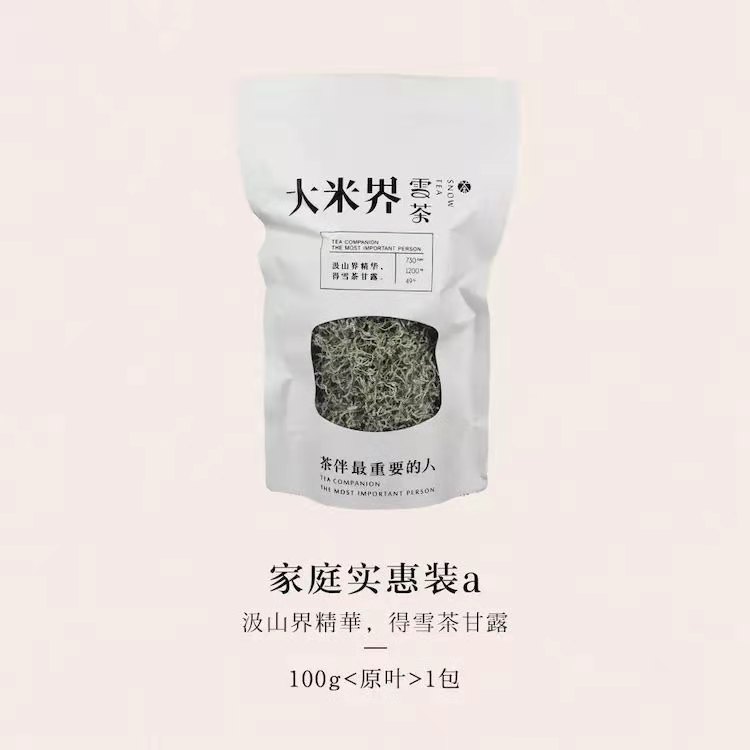 大米界
雲茶
SNOW
TEA
茶
TEA COMPANION
THE MOST IMPORTANT PERSON
汲山界精华，
得雪茶甘露.
730
1200
49
茶伴最重要的人
TEA COMPANION
THE MOST IMPORTANT PERSON
家庭实惠装a
汲山界精華，得雪茶甘露
100g<原叶>1包